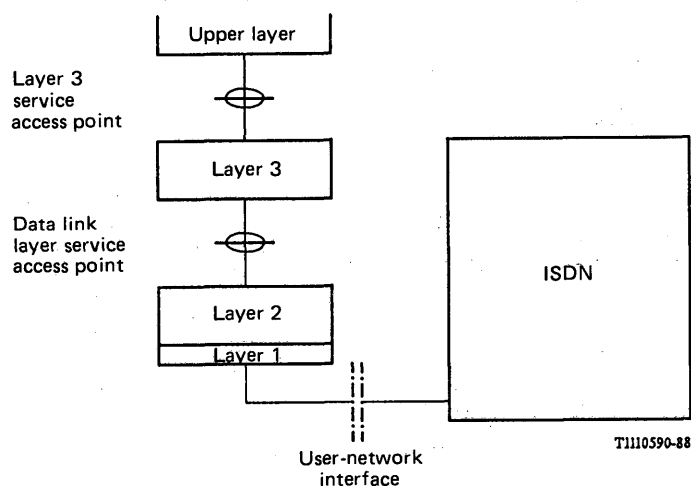 Upper layer
Layer 3
service
access point
Layer 3
Data link
layer service
access point
Layer 2
Layer 1
ISDN
User-network
interface
T1110590-88